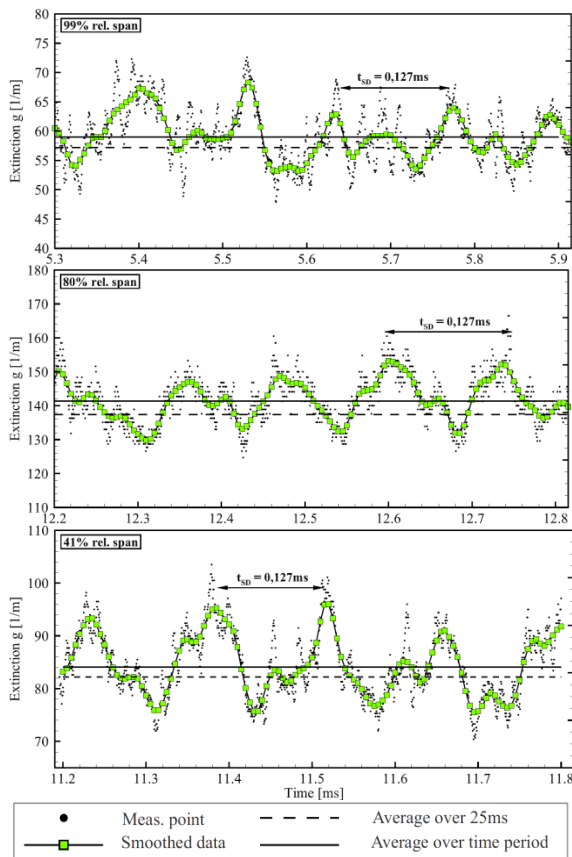 99% rel. span
80
75
70
65
60
55
50
45
40
Extinction g [1/m]
t_SD = 0,127ms
5.3 5.4 5.5 5.6 5.7 5.8 5.9
80% rel. span
180
170
160
150
140
130
120
110
Extinction g [1/m]
t_SD = 0,127ms
12.2 12.3 12.4 12.5 12.6 12.7 12.8
41% rel. span
110
100
90
80
70
Extinction g [1/m]
t_SD = 0,127ms
11.2 11.3 11.4 11.5 11.6 11.7 11.8
Time [ms]
Meas. point Average over 25ms
Smoothed data Average over time period